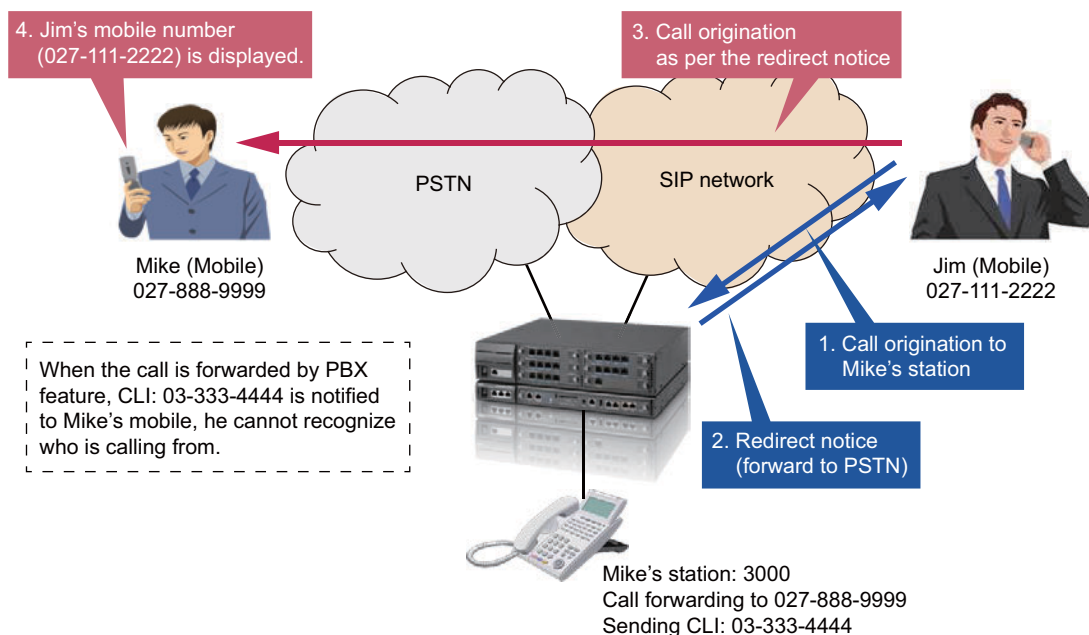 4. Jim's mobile number
(027-111-2222) is displayed.
3. Call origination
as per the redirect notice
PSTN
SIP network
Mike (Mobile)
027-888-9999
Jim (Mobile)
027-111-2222
When the call is forwarded by PBX
feature, CLI: 03-333-4444 is notified
to Mike's mobile, he cannot recognize
who is calling from.
1. Call origination to
Mike's station
2. Redirect notice
(forward to PSTN)
Mike's station: 3000
Call forwarding to 027-888-9999
Sending CLI: 03-333-4444